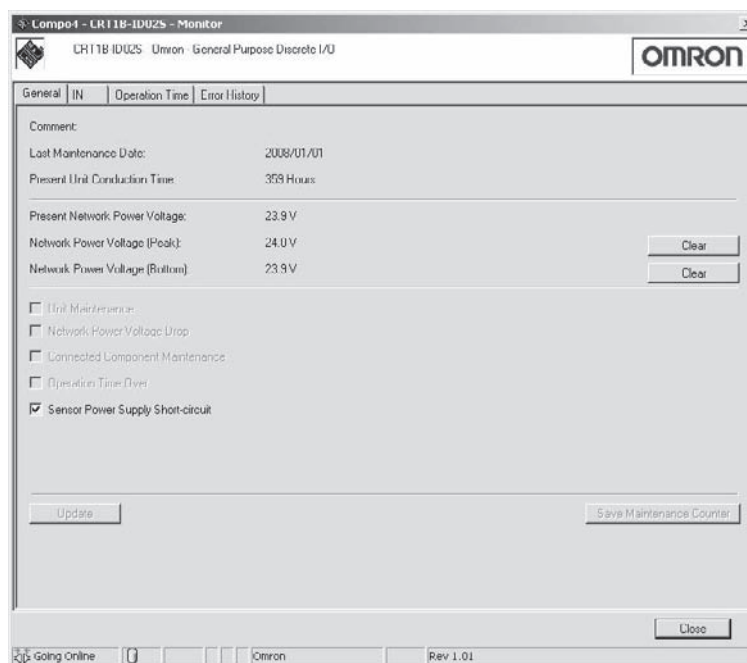 Compo4 - CRT1B-ID02S - Monitor
CRT1B-ID02S Omron - General Purpose Discrete I/O
OMRON
General IN Operation Time Error History
Comment:
Last Maintenance Date: 2008/01/01
Present Unit Conduction Time: 359 Hours
Present Network Power Voltage: 23.9 V
Network Power Voltage (Peak): 24.0 V Clear
Network Power Voltage (Bottom): 23.9 V Clear
Unit Maintenance
Network Power Voltage Drop
Connected Component Maintenance
Operation Time Over
Sensor Power Supply Short-circuit
Update Save Maintenance Counter
Close
Going Online Omron Rev 1.01